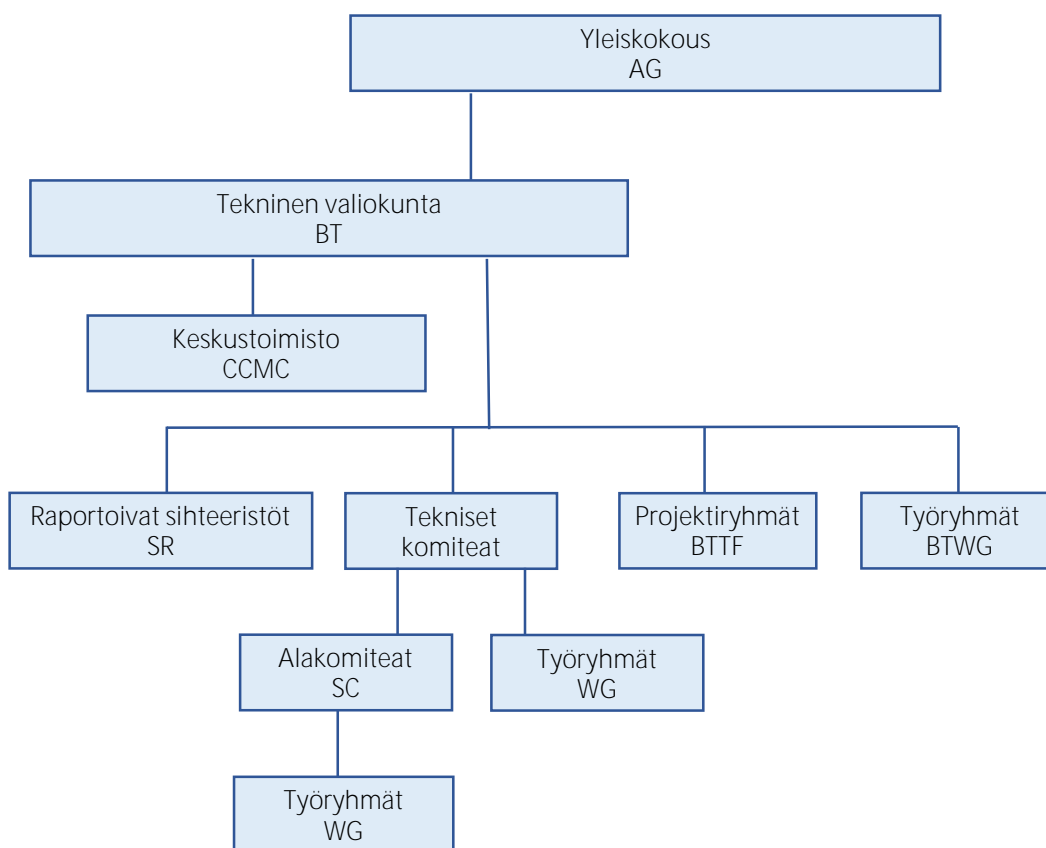 Yleiskokous
AG
Tekninen valiokunta
BT
Keskustoimisto
CCMC
Raportoivat sihteeristöt
SR
Tekniset
komiteat
Projektiryhmät
BTTF
Työryhmät
BTWG
Alakomiteat
SC
Työryhmät
WG
Työryhmät
WG